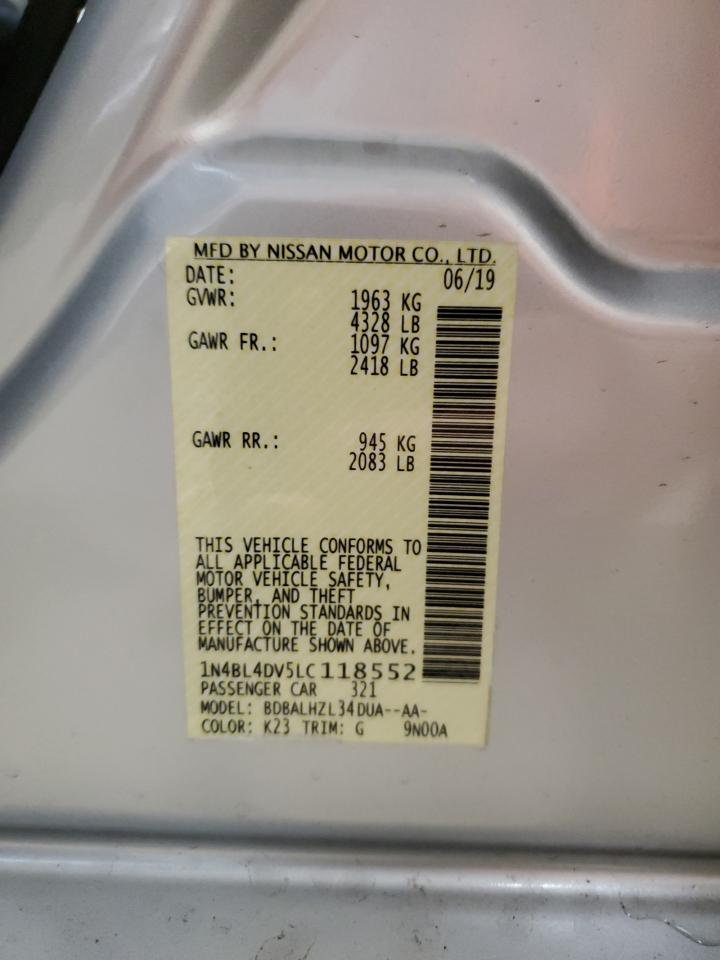 MFD BY NISSAN MOTOR CO., LTD.
DATE: 06/19
GVWR: 1963 KG
4328 LB
GAWR FR.: 1097 KG
2418 LB
GAWR RR.: 945 KG
2083 LB
THIS VEHICLE CONFORMS TO
ALL APPLICABLE FEDERAL
MOTOR VEHICLE SAFETY,
BUMPER, AND THEFT
PREVENTION STANDARDS IN
EFFECT ON THE DATE OF
MANUFACTURE SHOWN ABOVE.
1N4BL4DV5LC118552
PASSENGER CAR 321
MODEL: BDBALHZL34DUA--AA-
COLOR: K23 TRIM: G 9N00A